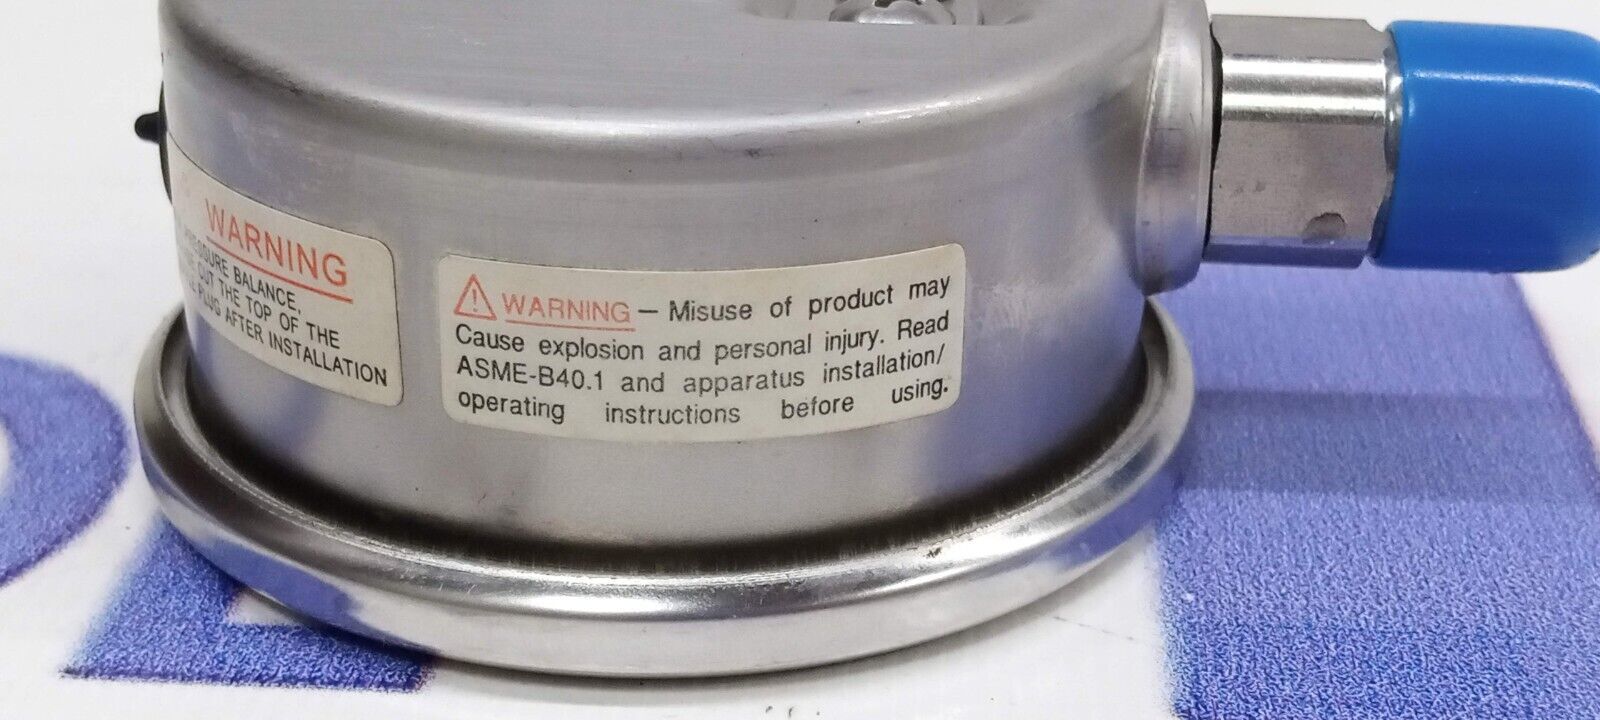 WARNING
PRESSURE BALANCE,
CUT THE TOP OF THE
PLUG AFTER INSTALLATION
WARNING – Misuse of product may
Cause explosion and personal injury. Read
ASME-B40.1 and apparatus installation/
operating instructions before using.